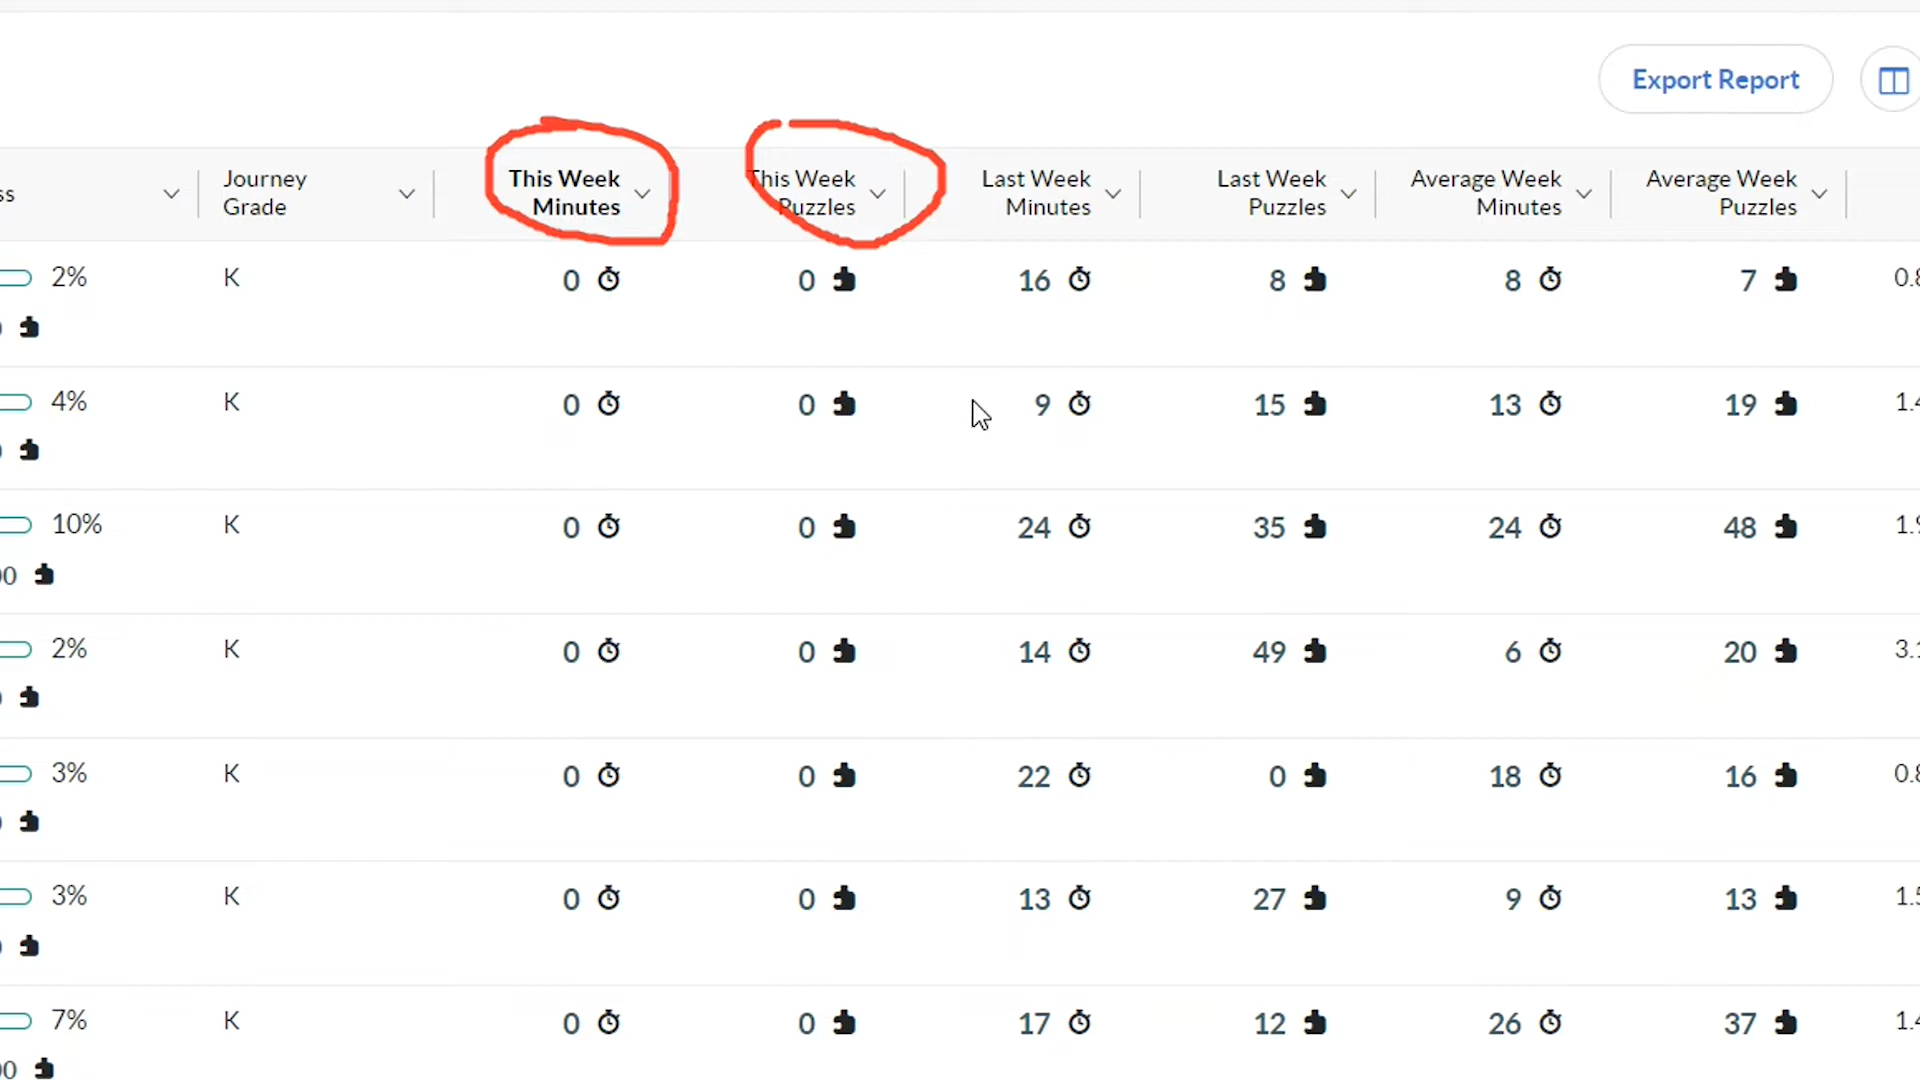 Export Report
Journey Grade
This Week Minutes
This Week Puzzles
Last Week Minutes
Last Week Puzzles
Average Week Minutes
Average Week Puzzles
2% K 0 0 16 8 8 7
4% K 0 0 9 15 13 19
10% K 0 0 24 35 24 48
2% K 0 0 14 49 6 20
3% K 0 0 22 0 18 16
3% K 0 0 13 27 9 13
7% K 0 0 17 12 26 37